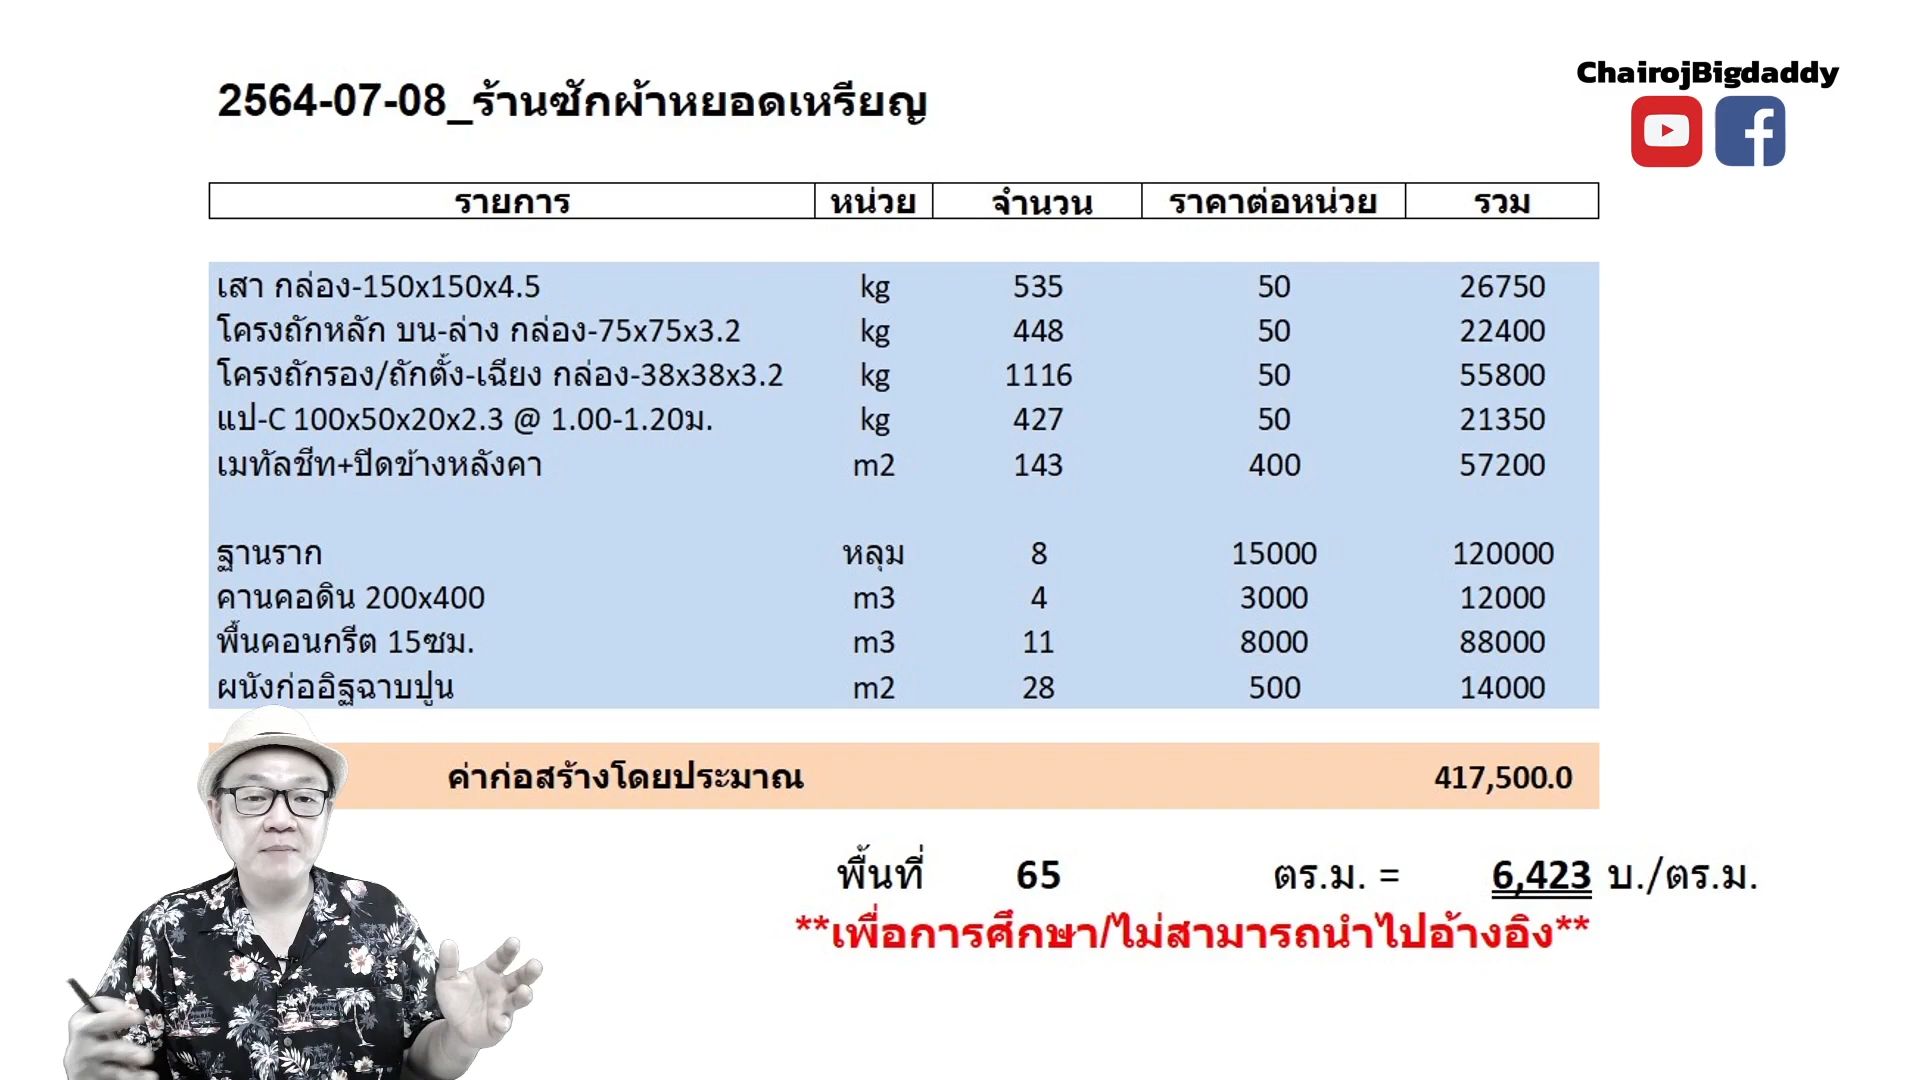 ChairojBigdaddy
2564-07-08_ร้านซักผ้าหยอดเหรียญ
รายการ หน่วย จำนวน ราคาต่อหน่วย รวม
เสา กล่อง-150x150x4.5 kg 535 50 26750
โครงถักหลัก บน-ล่าง กล่อง-75x75x3.2 kg 448 50 22400
โครงถักรอง/ถักตั้ง-เฉียง กล่อง-38x38x3.2 kg 1116 50 55800
แป-C 100x50x20x2.3 @ 1.00-1.20ม. kg 427 50 21350
เมทัลชีท+ปิดข้างหลังคา m2 143 400 57200
ฐานราก หลุม 8 15000 120000
คานคอดิน 200x400 m3 4 3000 12000
พื้นคอนกรีต 15ซม. m3 11 8000 88000
ผนังก่ออิฐฉาบปูน m2 28 500 14000
ค่าก่อสร้างโดยประมาณ 417,500.0
พื้นที่ 65 ตร.ม. = 6,423 บ./ตร.ม.
**เพื่อการศึกษา/ไม่สามารถนำไปอ้างอิง**